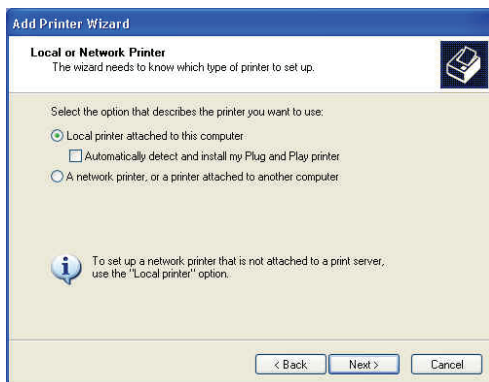 Add Printer Wizard
Local or Network Printer
The wizard needs to know which type of printer to set up.
Select the option that describes the printer you want to use:
Local printer attached to this computer
Automatically detect and install my Plug and Play printer
A network printer, or a printer attached to another computer
To set up a network printer that is not attached to a print server,
use the "Local printer" option.
< Back Next > Cancel